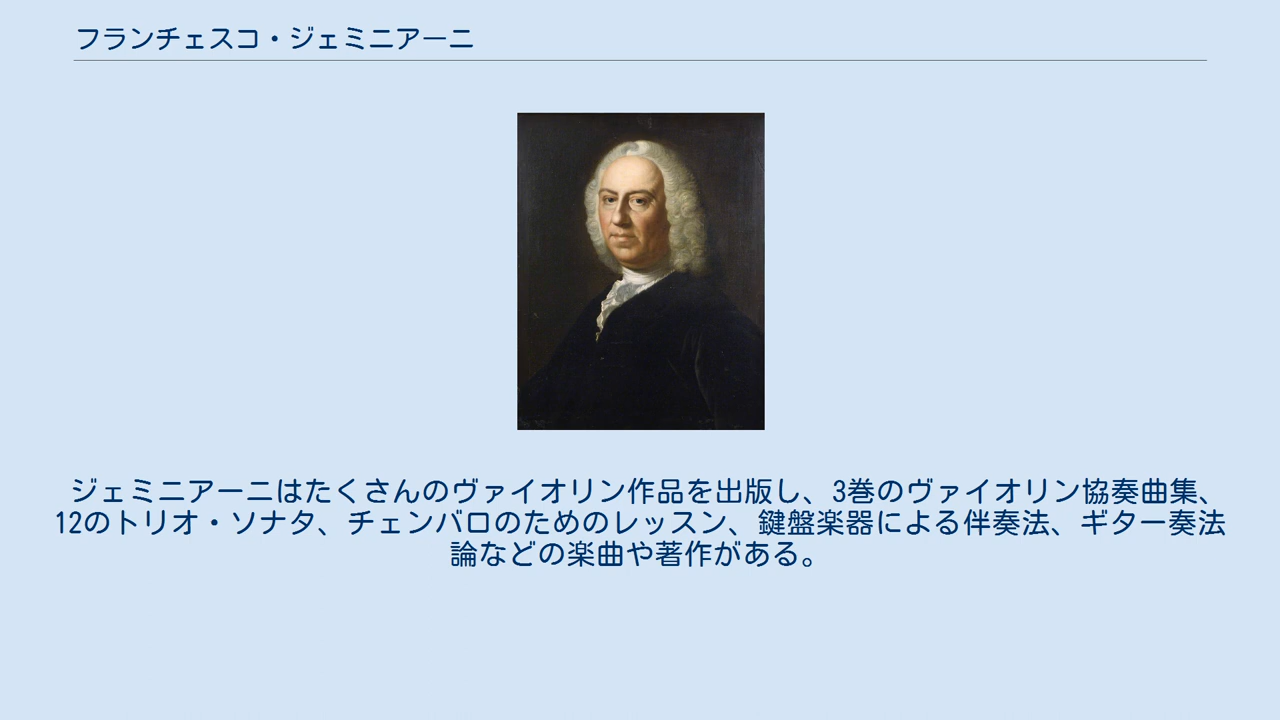 フランチェスコ・ジェミニアーニ
ジェミニアーニはたくさんのヴァイオリン作品を出版し、3巻のヴァイオリン協奏曲集、
12のトリオ・ソナタ、チェンバロのためのレッスン、鍵盤楽器による伴奏法、ギター奏法
論などの楽曲や著作がある。